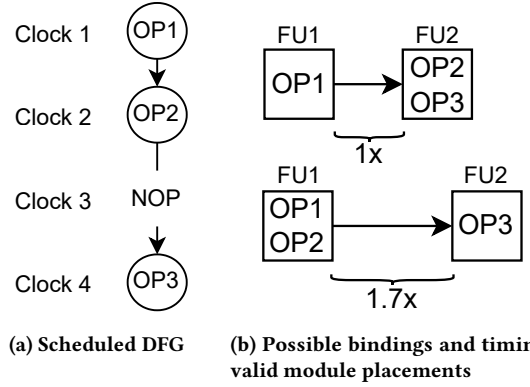 Clock 1
OP1
Clock 2
OP2
Clock 3
NOP
Clock 4
OP3
(a) Scheduled DFG
FU1
FU2
OP1
OP2
OP3
1x
FU1
FU2
OP1
OP2
OP3
1.7x
(b) Possible bindings and timin
valid module placements